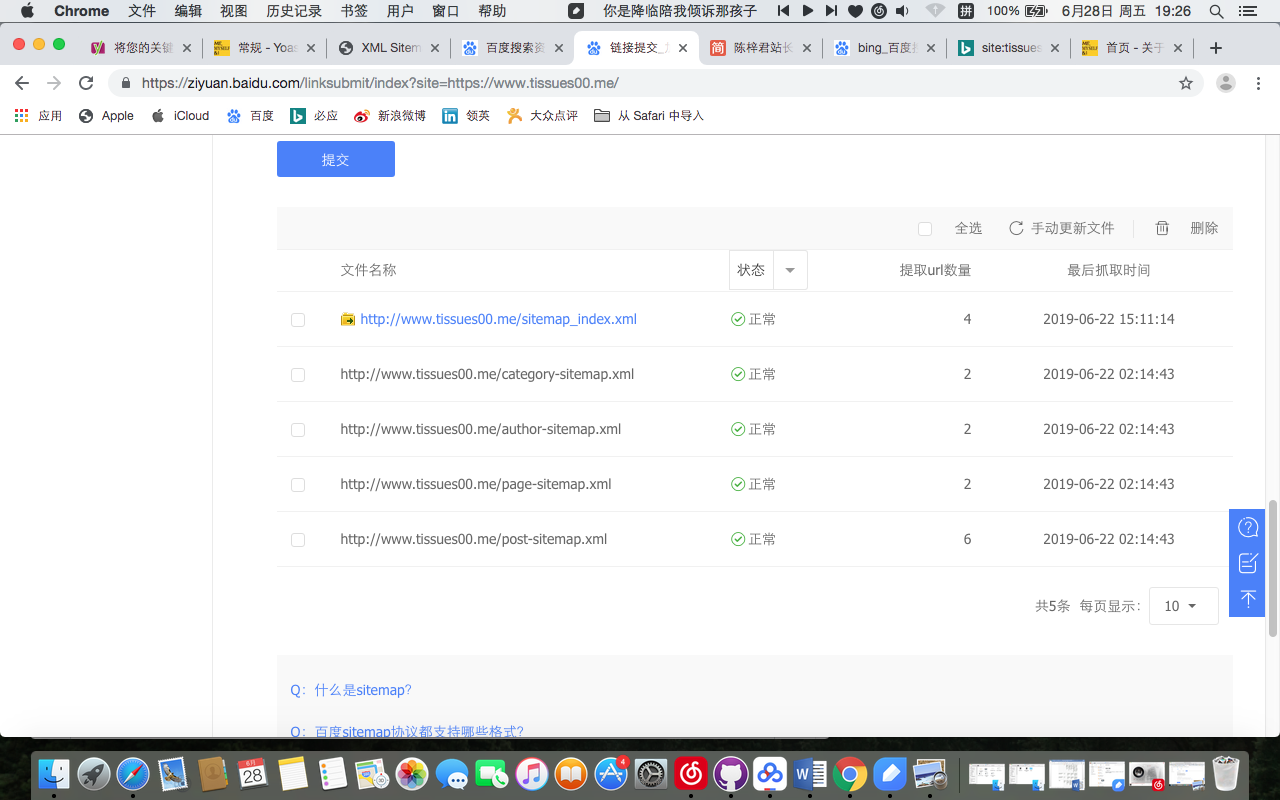 Chrome 文件 编辑 视图 历史记录 书签 用户 窗口 帮助 你是降临陪我倾诉那孩子 拼 100% 6月28日 周五 19:26
将您的关键 常规 - Yoas XML Sitem 百度搜索资 链接提交_ 陈梓君站长 bing_百度搜 site:tissues 首页 - 关于
https://ziyuan.baidu.com/linksubmit/index?site=https://www.tissues00.me/
应用 Apple iCloud 百度 必应 新浪微博 领英 大众点评 从 Safari 中导入
提交
全选 手动更新文件 删除
文件名称 状态 提取url数量 最后抓取时间
http://www.tissues00.me/sitemap_index.xml 正常 4 2019-06-22 15:11:14
http://www.tissues00.me/category-sitemap.xml 正常 2 2019-06-22 02:14:43
http://www.tissues00.me/author-sitemap.xml 正常 2 2019-06-22 02:14:43
http://www.tissues00.me/page-sitemap.xml 正常 2 2019-06-22 02:14:43
http://www.tissues00.me/post-sitemap.xml 正常 6 2019-06-22 02:14:43
共5条 每页显示: 10
Q：什么是sitemap?
Q：百度sitemap协议都支持哪些格式?